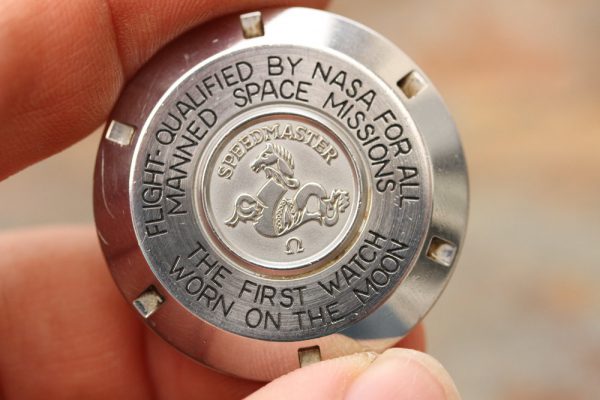 FLIGHT-QUALIFIED BY NASA FOR ALL
MANNED SPACE MISSIONS
SPEEDMASTER
Ω
THE FIRST WATCH
WORN ON THE MOON